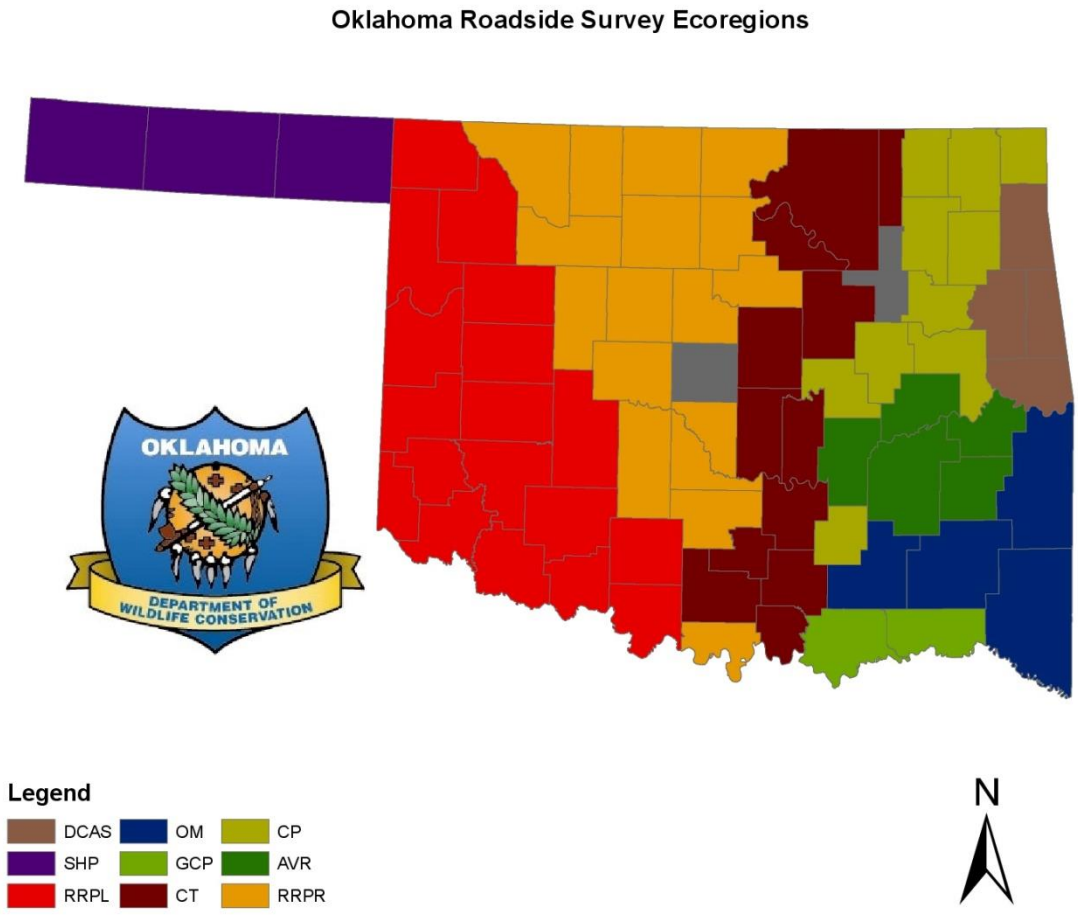 Oklahoma Roadside Survey Ecoregions
OKLAHOMA
DEPARTMENT OF
WILDLIFE CONSERVATION
Legend
DCAS OM CP
SHP GCP AVR
RRPL CT RRPR
N